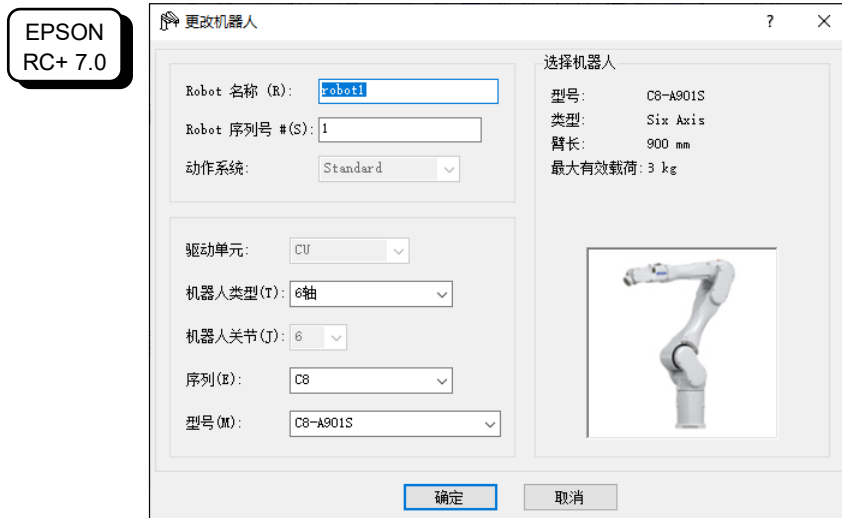 EPSON
RC+ 7.0
更改机器人
?
Robot 名称 (R): robot1
Robot 序列号 #(S): 1
动作系统: Standard
驱动单元: CU
机器人类型(T): 6轴
机器人关节(J): 6
序列(E): C8
型号(M): C8-A901S
选择机器人
型号: C8-A901S
类型: Six Axis
臂长: 900 mm
最大有效载荷: 3 kg
确定
取消